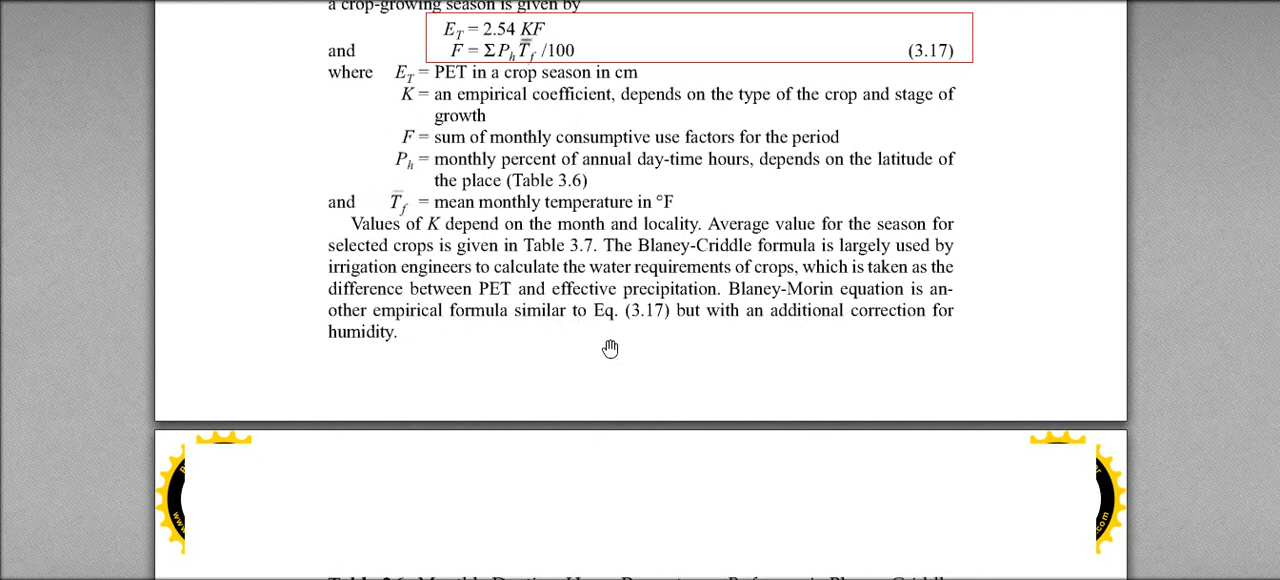 a crop-growing season is given by
E_T = 2.54 KF
and F = ΣP_h T̄_f /100 (3.17)
where E_T = PET in a crop season in cm
K = an empirical coefficient, depends on the type of the crop and stage of
growth
F = sum of monthly consumptive use factors for the period
P_h = monthly percent of annual day-time hours, depends on the latitude of
the place (Table 3.6)
and T̄_f = mean monthly temperature in °F
Values of K depend on the month and locality. Average value for the season for
selected crops is given in Table 3.7. The Blaney-Criddle formula is largely used by
irrigation engineers to calculate the water requirements of crops, which is taken as the
difference between PET and effective precipitation. Blaney-Morin equation is an-
other empirical formula similar to Eq. (3.17) but with an additional correction for
humidity.